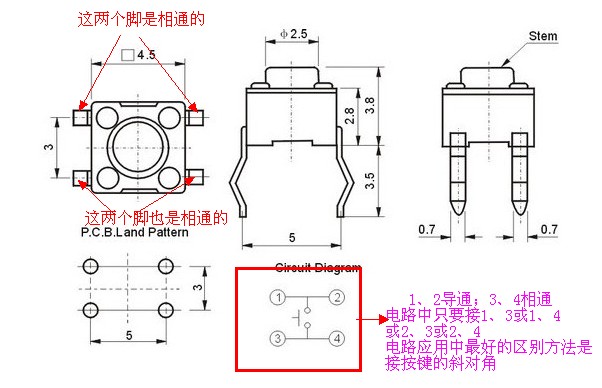 这两个脚是相通的
□4.5
3
这两个脚也是相通的
P.C.B.Land Pattern
5
3
ϕ2.5
2.8
3.8
3.5
5
Stem
0.7
0.7
Circuit Diagram
1 2
3 4
1、2导通；3、4相通
电路中只要接1、3或1、4
或2、3或2、4
电路应用中最好的区别方法是
接按键的斜对角